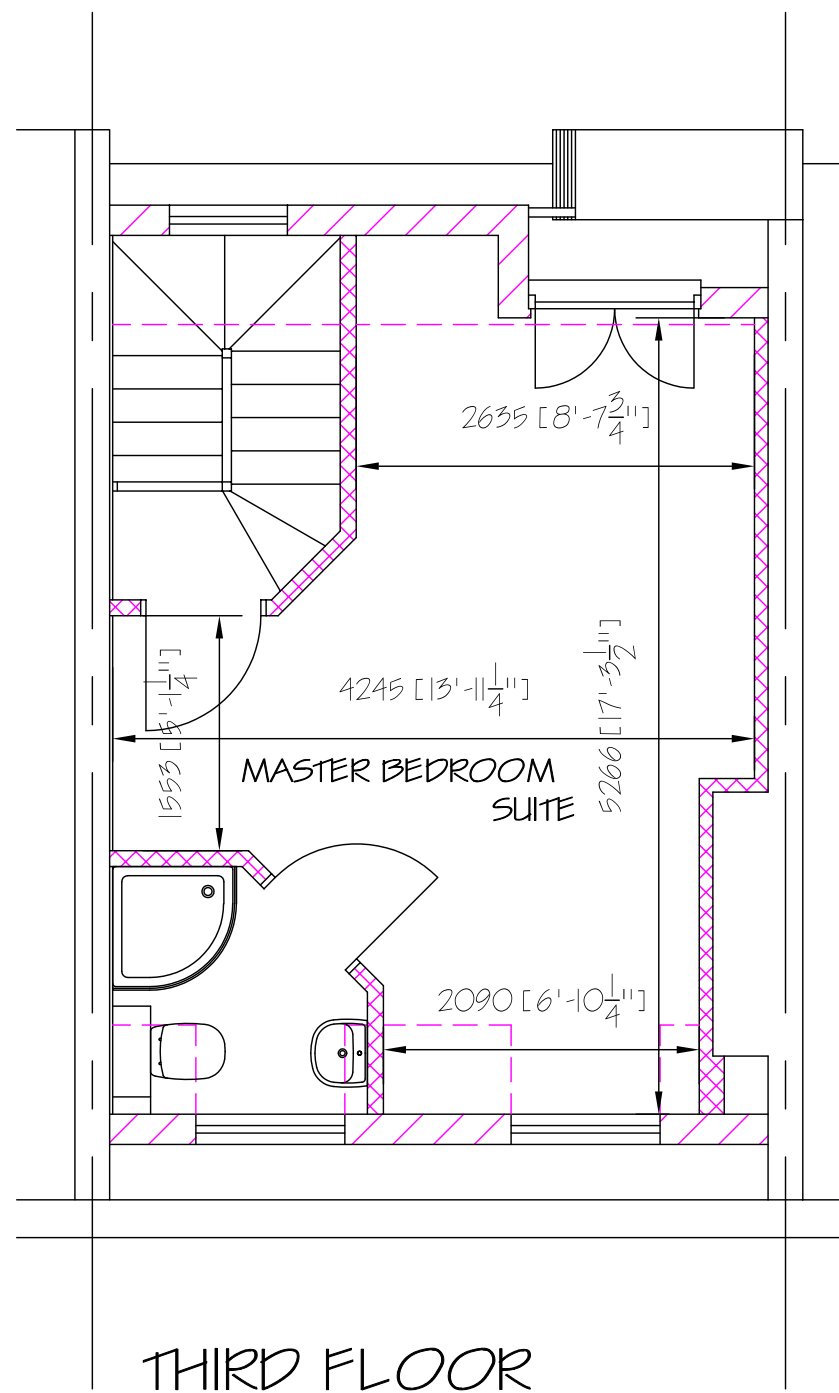 2635 [8'-7 3/4"]
1553 [5'-1 1/4"]
4245 [13'-11 1/4"]
5266 [17'-3 1/2"]
MASTER BEDROOM
SUITE
2090 [6'-10 1/4"]
THIRD FLOOR